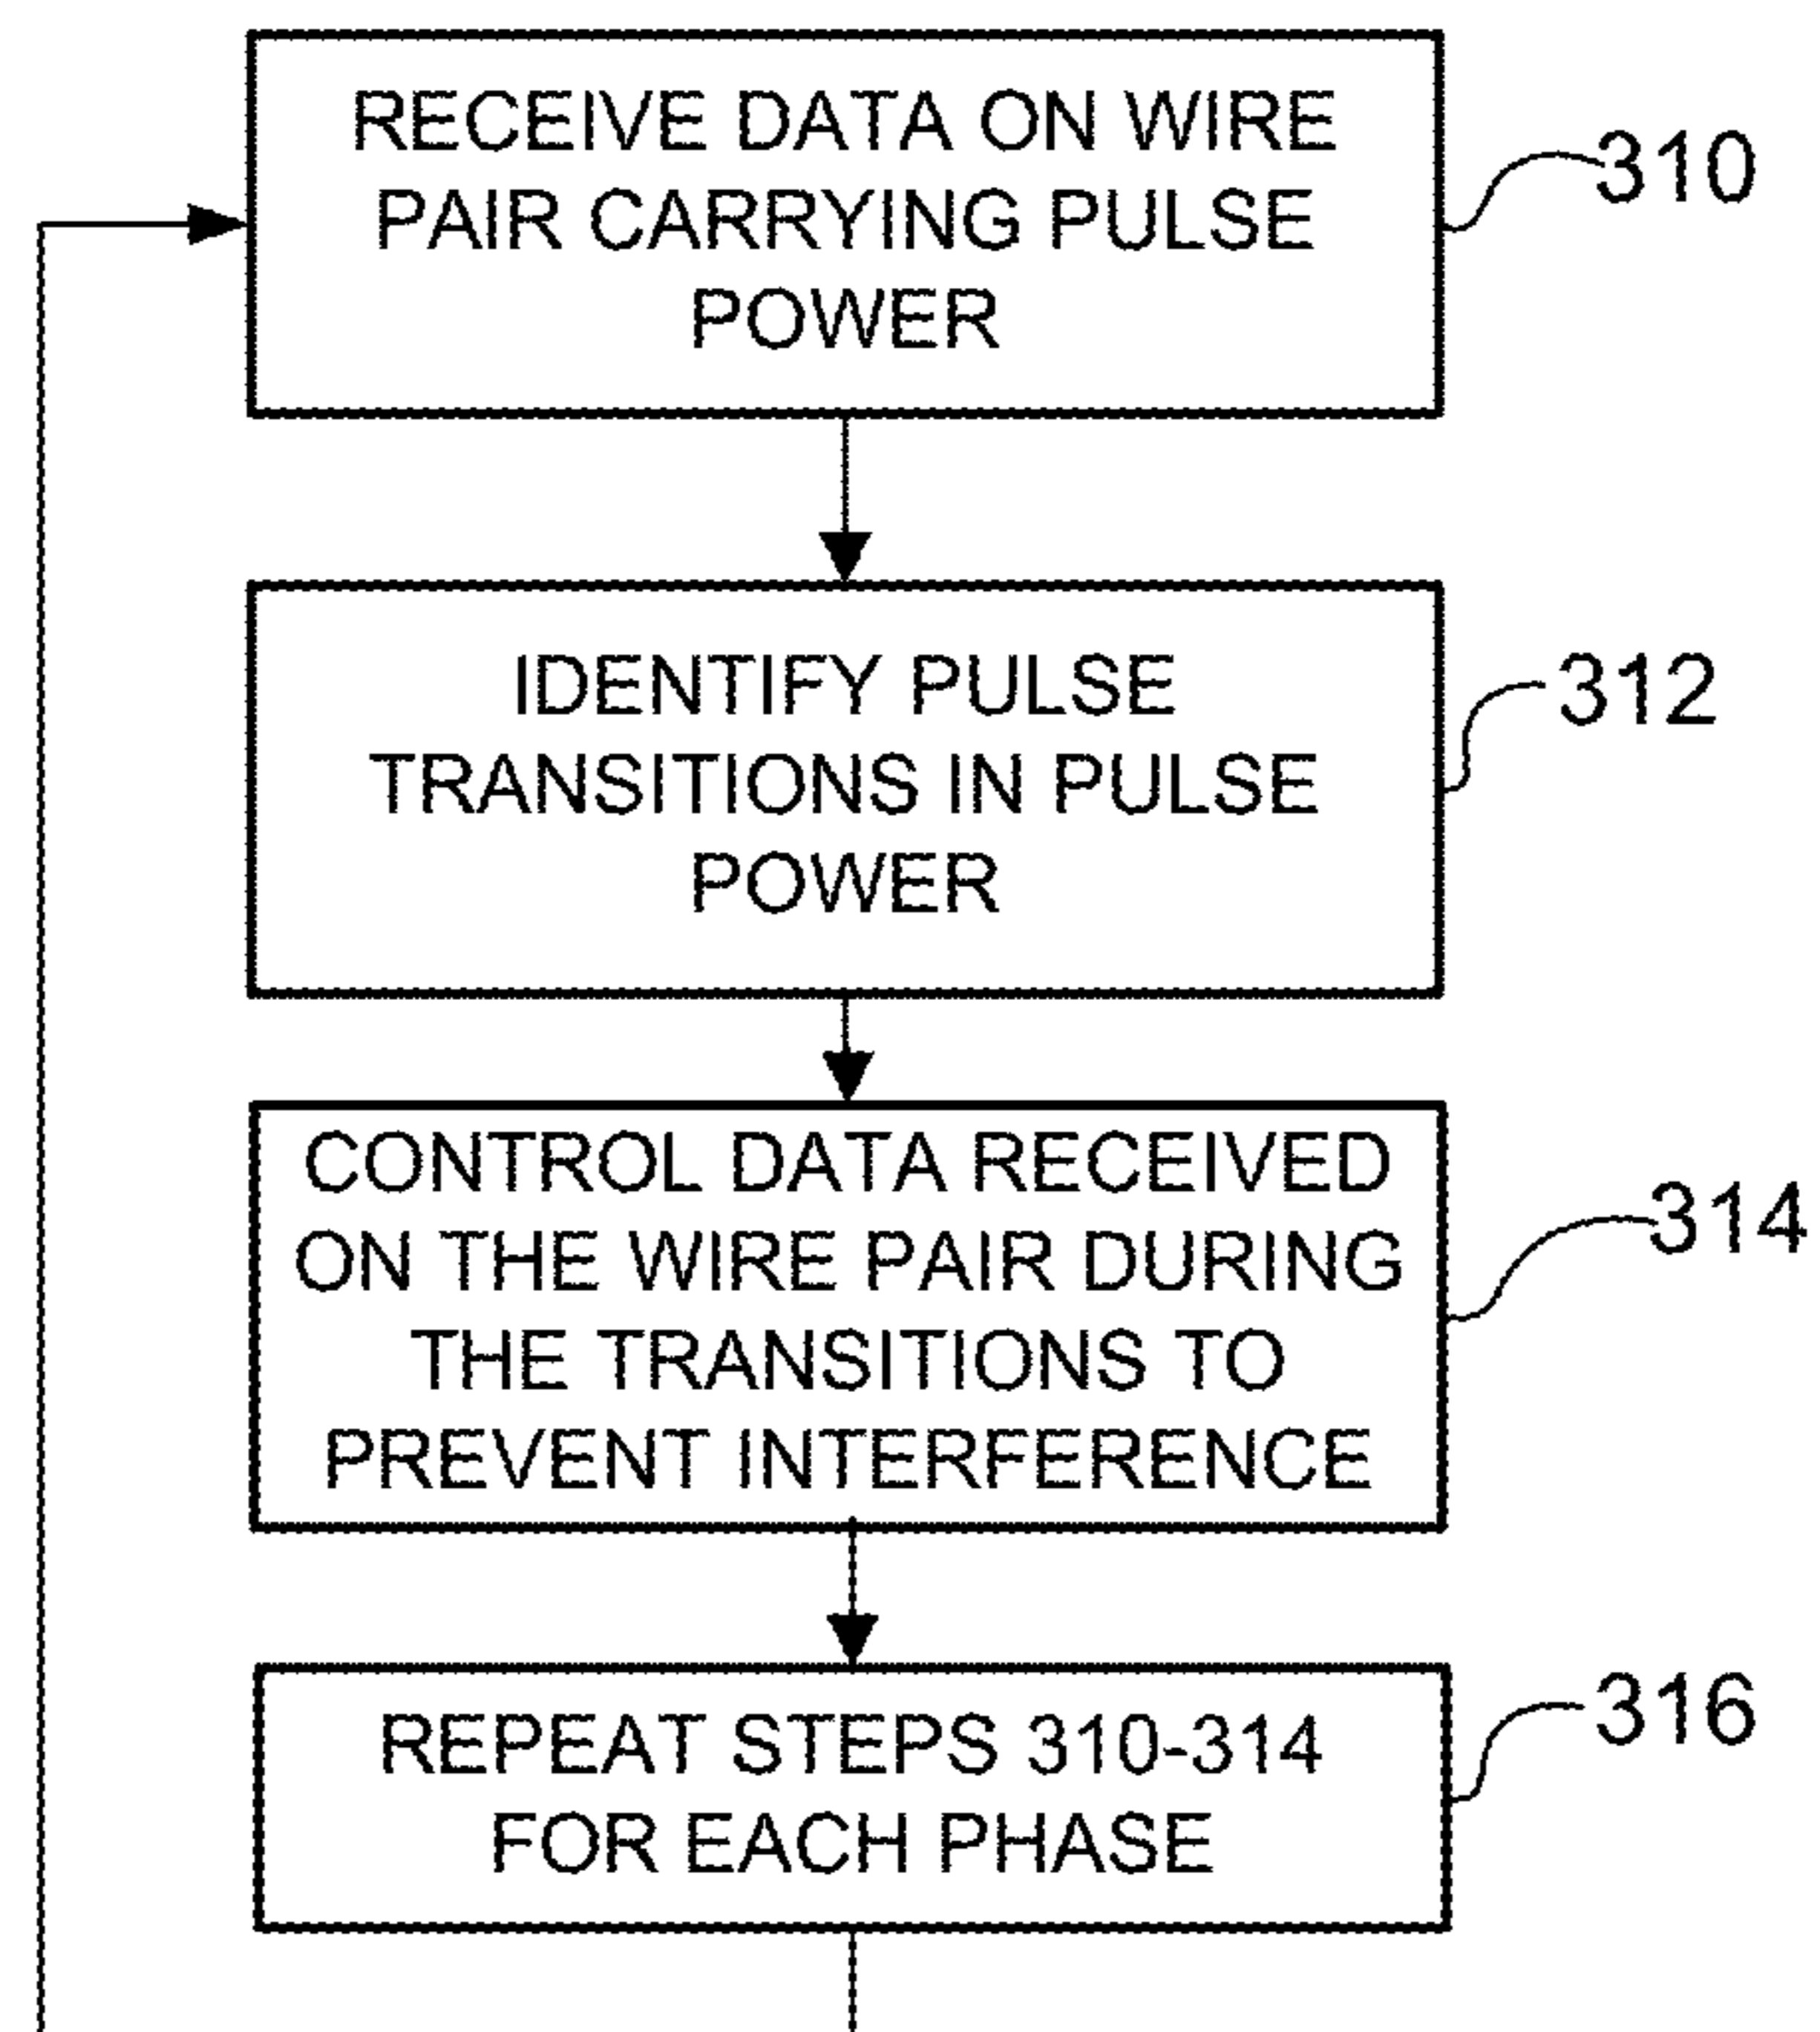 RECEIVE DATA ON WIRE
PAIR CARRYING PULSE
POWER
310
IDENTIFY PULSE
TRANSITIONS IN PULSE
POWER
312
CONTROL DATA RECEIVED
ON THE WIRE PAIR DURING
THE TRANSITIONS TO
PREVENT INTERFERENCE
314
REPEAT STEPS 310-314
FOR EACH PHASE
316